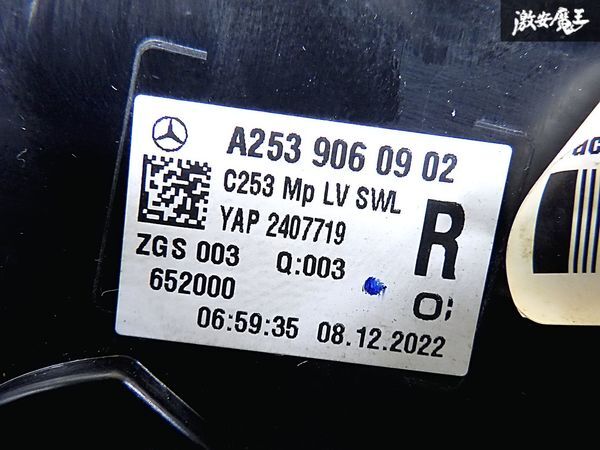 激安魔王
A253 906 09 02
C253 Mp LV SWL
YAP 2407719
R
ZGS 003 Q:003
652000
06:59:35 08.12.2022